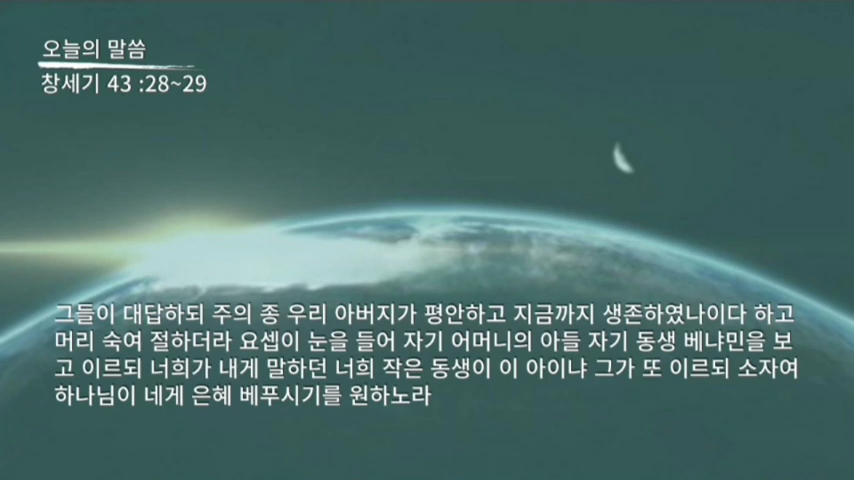 오늘의 말씀
창세기 43 :28~29
그들이 대답하되 주의 종 우리 아버지가 평안하고 지금까지 생존하였나이다 하고
머리 숙여 절하더라 요셉이 눈을 들어 자기 어머니의 아들 자기 동생 베냐민을 보
고 이르되 너희가 내게 말하던 너희 작은 동생이 이 아이냐 그가 또 이르되 소자여
하나님이 네게 은혜 베푸시기를 원하노라